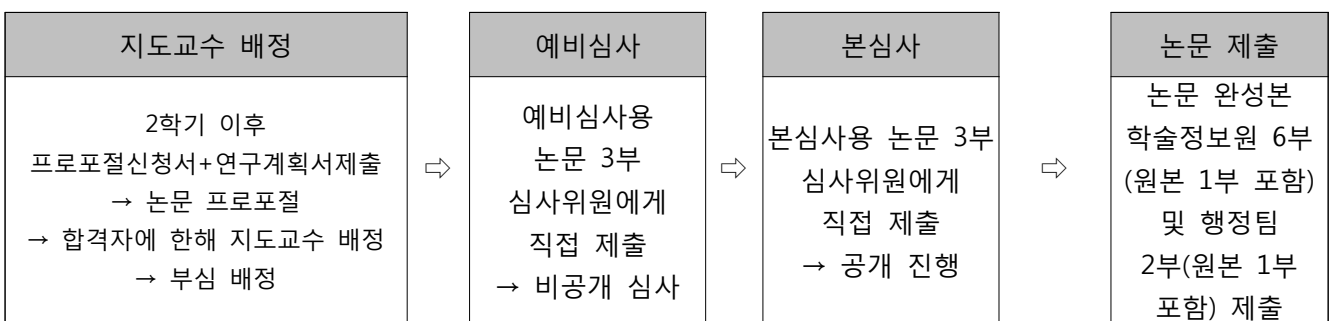 지도교수 배정
2학기 이후
프로포절신청서+연구계획서제출
→ 논문 프로포절
→ 합격자에 한해 지도교수 배정
→ 부심 배정
⇨
예비심사
예비심사용
논문 3부
심사위원에게
직접 제출
→ 비공개 심사
⇨
본심사
본심사용 논문 3부
심사위원에게
직접 제출
→ 공개 진행
⇨
논문 제출
논문 완성본
학술정보원 6부
(원본 1부 포함)
및 행정팀
2부(원본 1부
포함) 제출